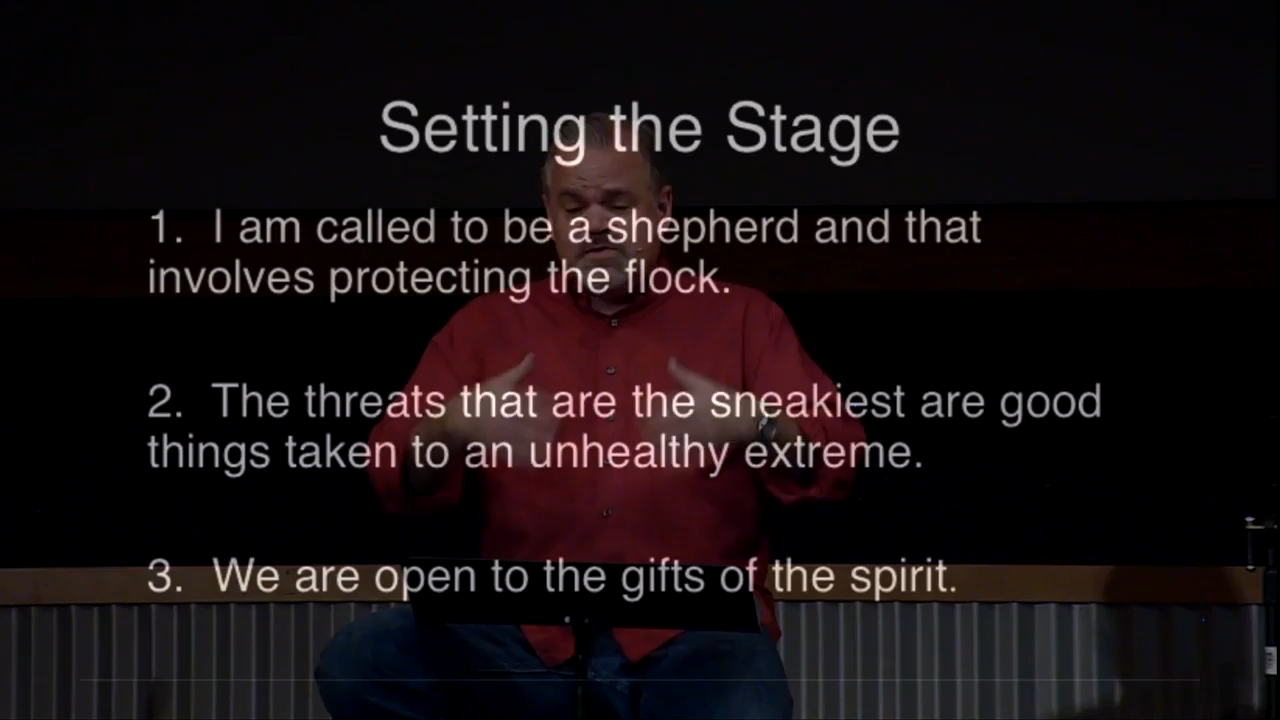 Setting the Stage
1. I am called to be a shepherd and that
involves protecting the flock.
2. The threats that are the sneakiest are good
things taken to an unhealthy extreme.
3. We are open to the gifts of the spirit.